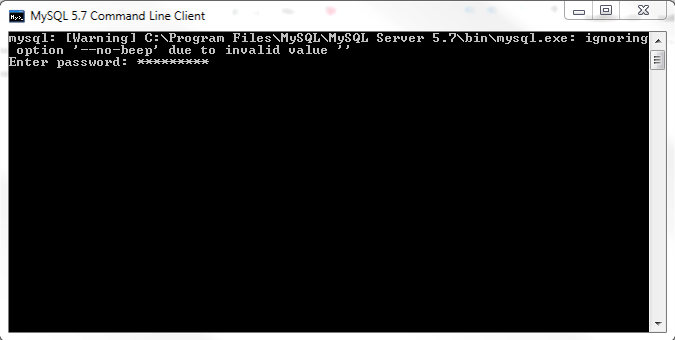 MySQL 5.7 Command Line Client
mysql: [Warning] C:\Program Files\MySQL\MySQL Server 5.7\bin\mysql.exe: ignoring
 option '--no-beep' due to invalid value ''
Enter password: *********